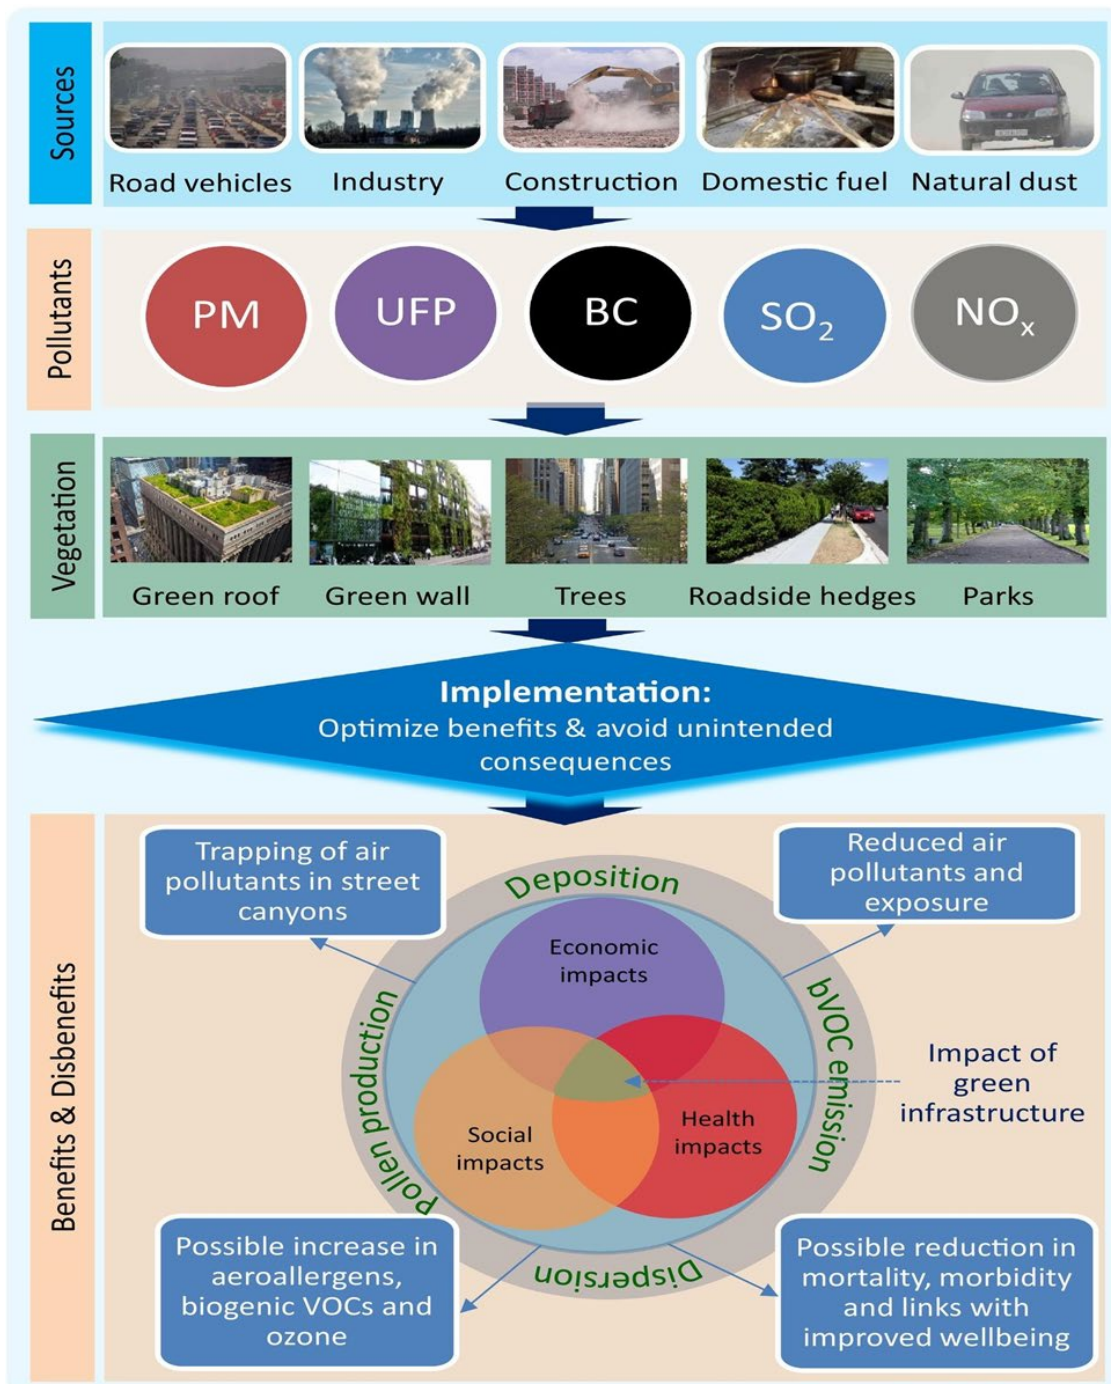 Sources
Road vehicles
Industry
Construction
Domestic fuel
Natural dust
Pollutants
PM
UFP
BC
SO₂
NOₓ
Vegetation
Green roof
Green wall
Trees
Roadside hedges
Parks
Implementation:
Optimize benefits & avoid unintended
consequences
Benefits & Disbenefits
Trapping of air
pollutants in street
canyons
Reduced air
pollutants and
exposure
Deposition
bVOC emission
Dispersion
Pollen production
Economic
impacts
Social
impacts
Health
impacts
Impact of
green
infrastructure
Possible increase in
aeroallergens,
biogenic VOCs and
ozone
Possible reduction in
mortality, morbidity
and links with
improved wellbeing